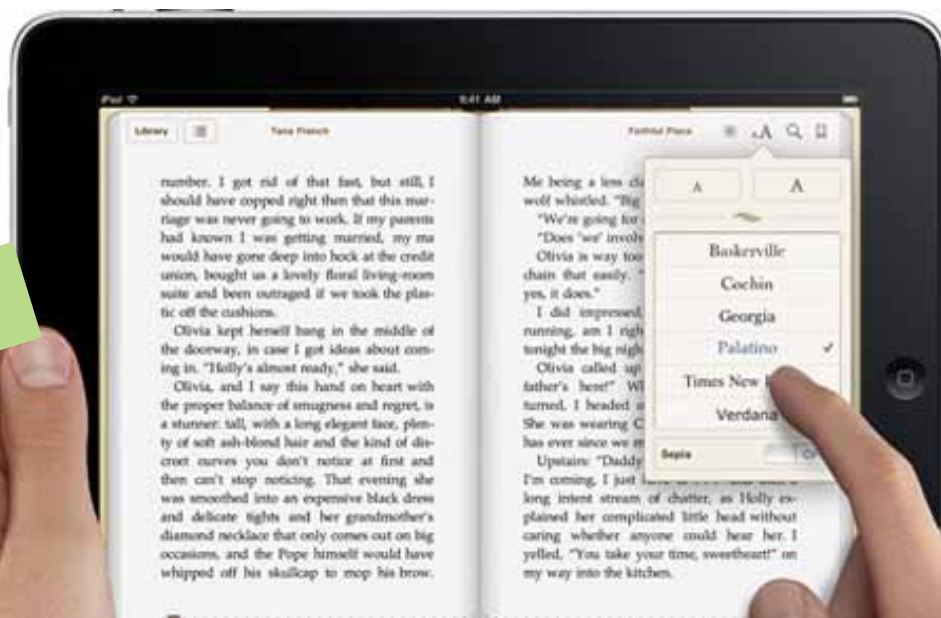 iPad
9:41 AM
Library
Tana French
Faithful Place
A A
number. I got rid of that fast, but still, I
should have copped right then that this mar-
riage was never going to work. If my parents
had known I was getting married, my ma
would have gone deep into hock at the credit
union, bought us a lovely floral living-room
suite and been outraged if we took the plas-
tic off the cushions.
Olivia kept herself bang in the middle of
the doorway, in case I got ideas about com-
ing in. "Holly's almost ready," she said.
Olivia, and I say this hand on heart with
the proper balance of smugness and regret, is
a stunner: tall, with a long elegant face, plen-
ty of soft ash-blond hair and the kind of dis-
creet curves you don't notice at first and
then can't stop noticing. That evening she
was smoothed into an expensive black dress
and delicate tights and her grandmother's
diamond necklace that only comes out on big
occasions, and the Pope himself would have
whipped off his skullcap to mop his brow.
Me being a less
wolf whistled. "Big
"We're going for
"Does 'we'
Olivia is way too
chain that easily. "
yes, it does."
I did impressed.
running, am I
tonight the big
Olivia called up
father's here!"
turned, I headed
She was wearing
has ever since we
Upstairs: "Daddy
I'm coming, I just
long intent stream of chatter, as Holly ex-
plained her complicated little head without
caring whether anyone could hear her. I
yelled, "You take your time, sweetheart!" on
my way into the kitchen.
A A
Baskerville
Cochin
Georgia
Palatino
Times New
Verdana
Sepia